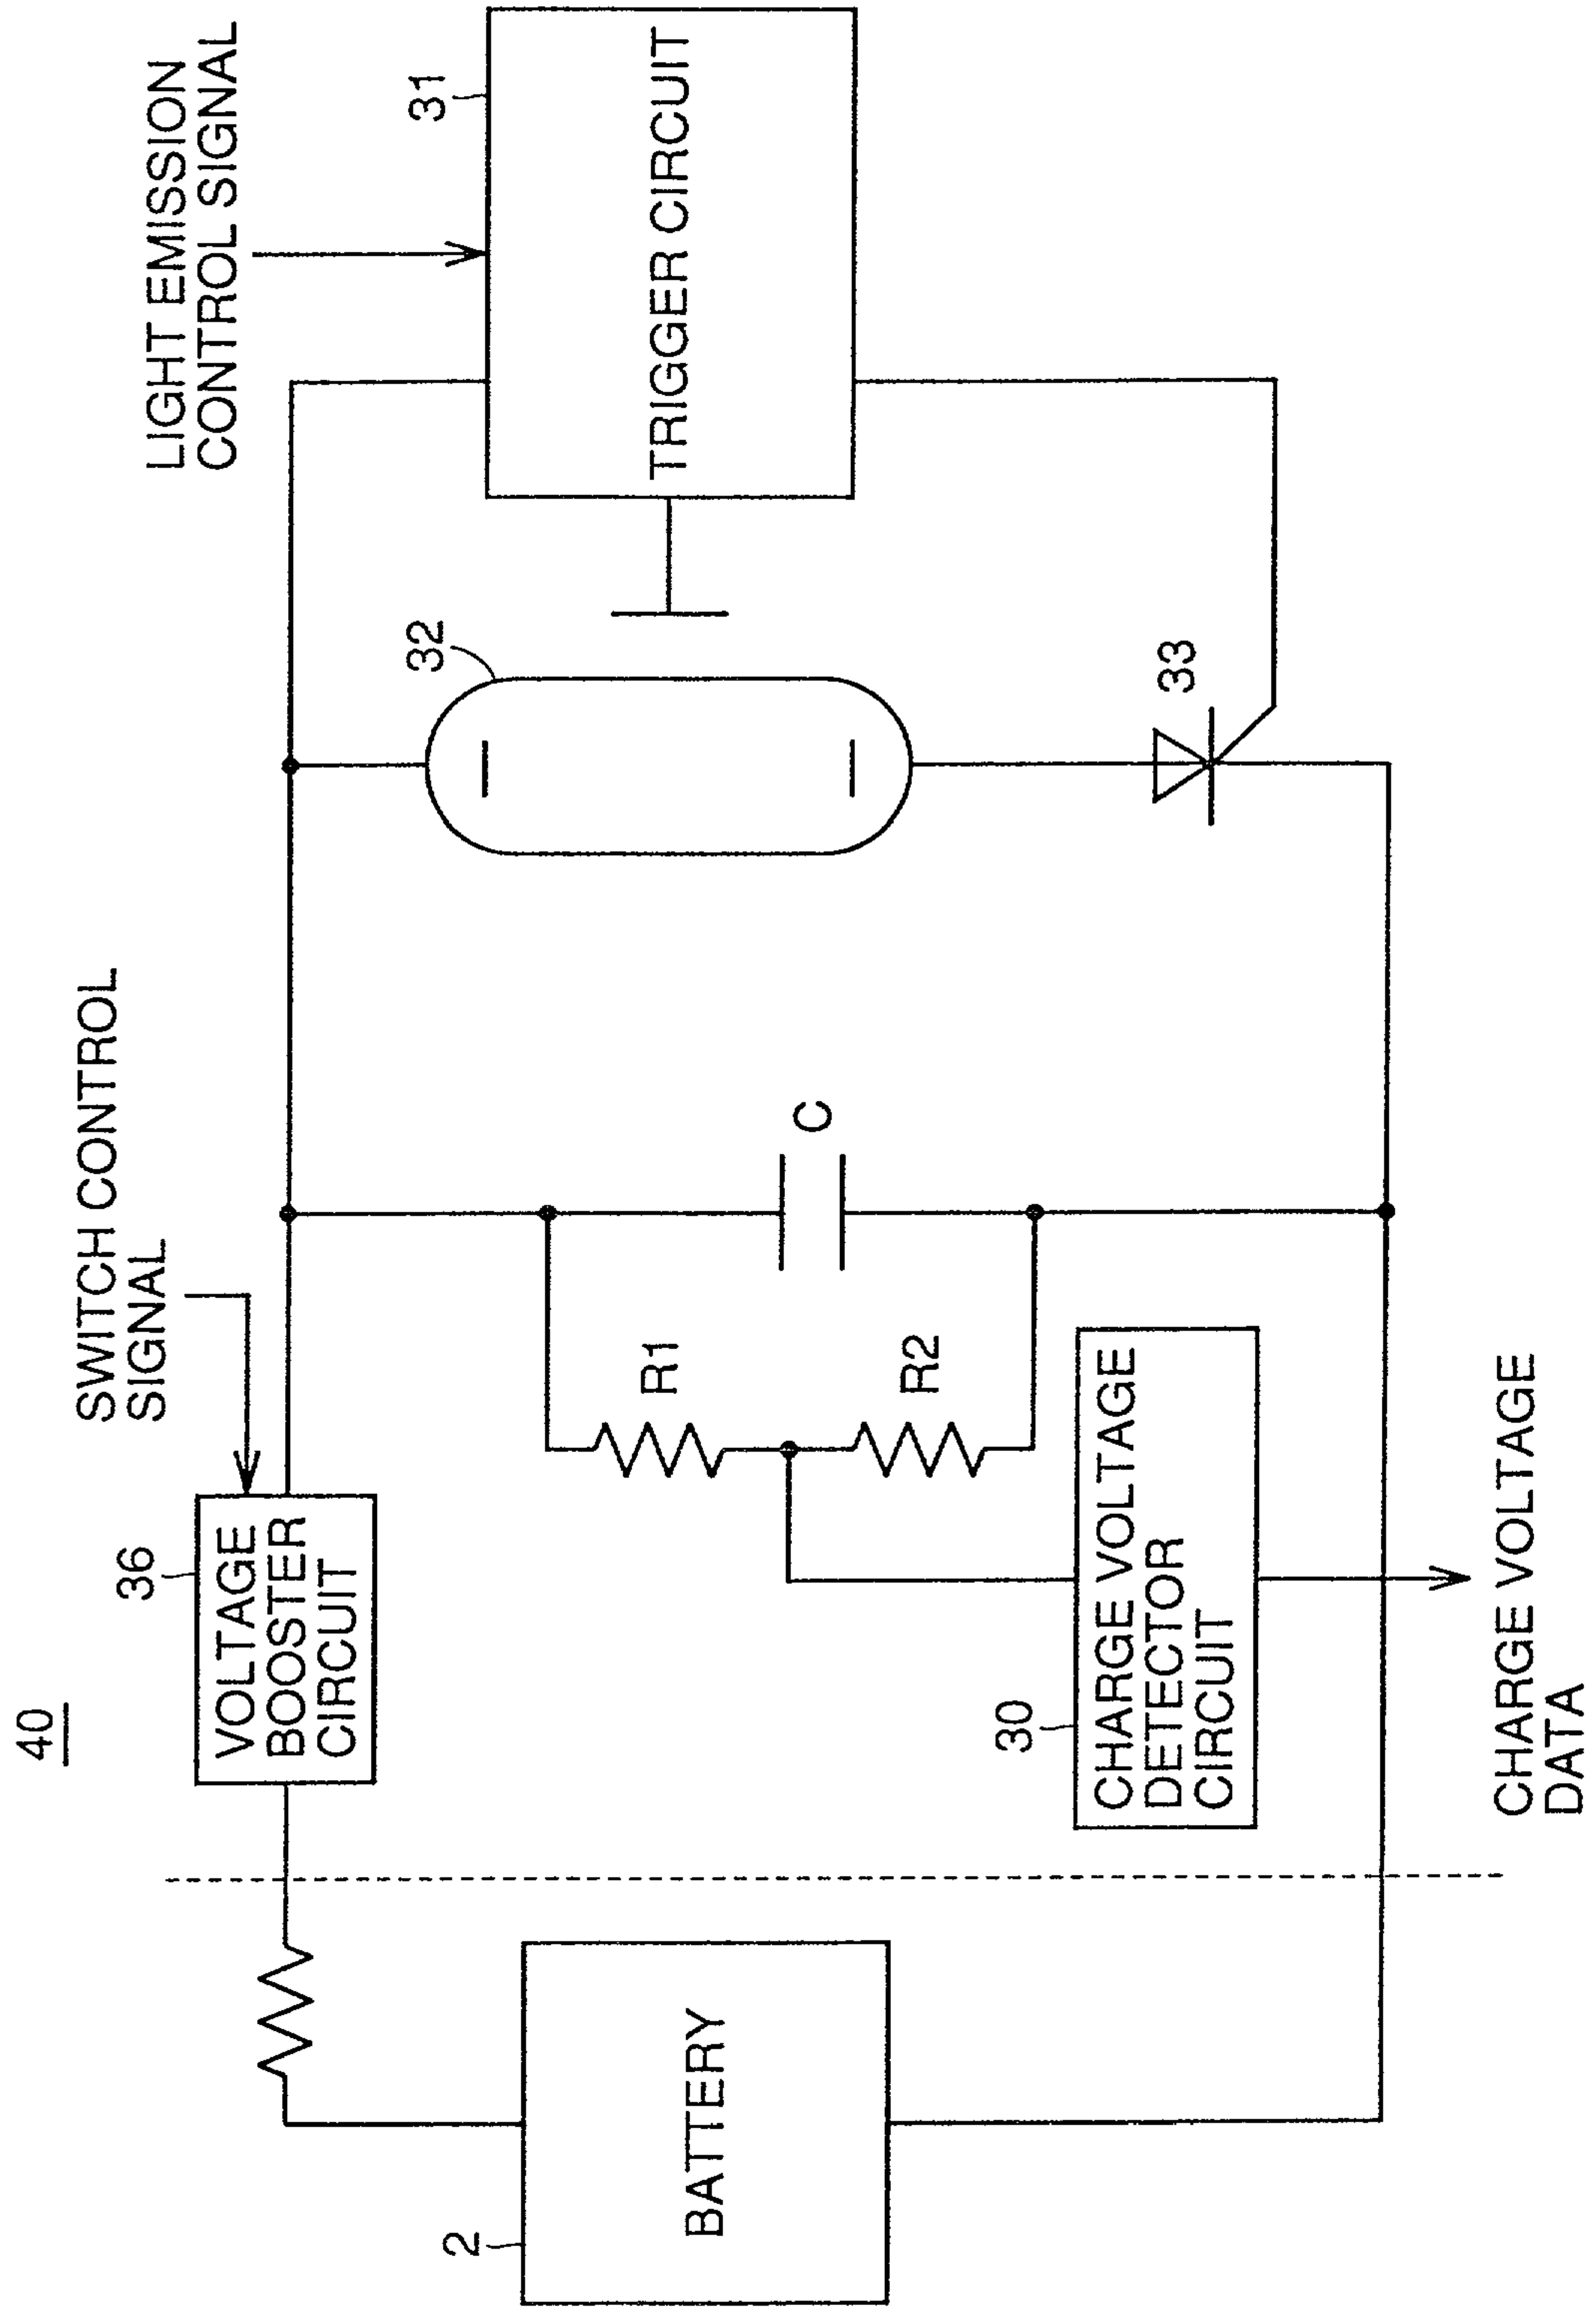 40
2
BATTERY
36
VOLTAGE
BOOSTER
CIRCUIT
SWITCH CONTROL
SIGNAL
R1
R2
C
30
CHARGE VOLTAGE
DETECTOR
CIRCUIT
CHARGE VOLTAGE
DATA
32
33
LIGHT EMISSION
CONTROL SIGNAL
31
TRIGGER CIRCUIT